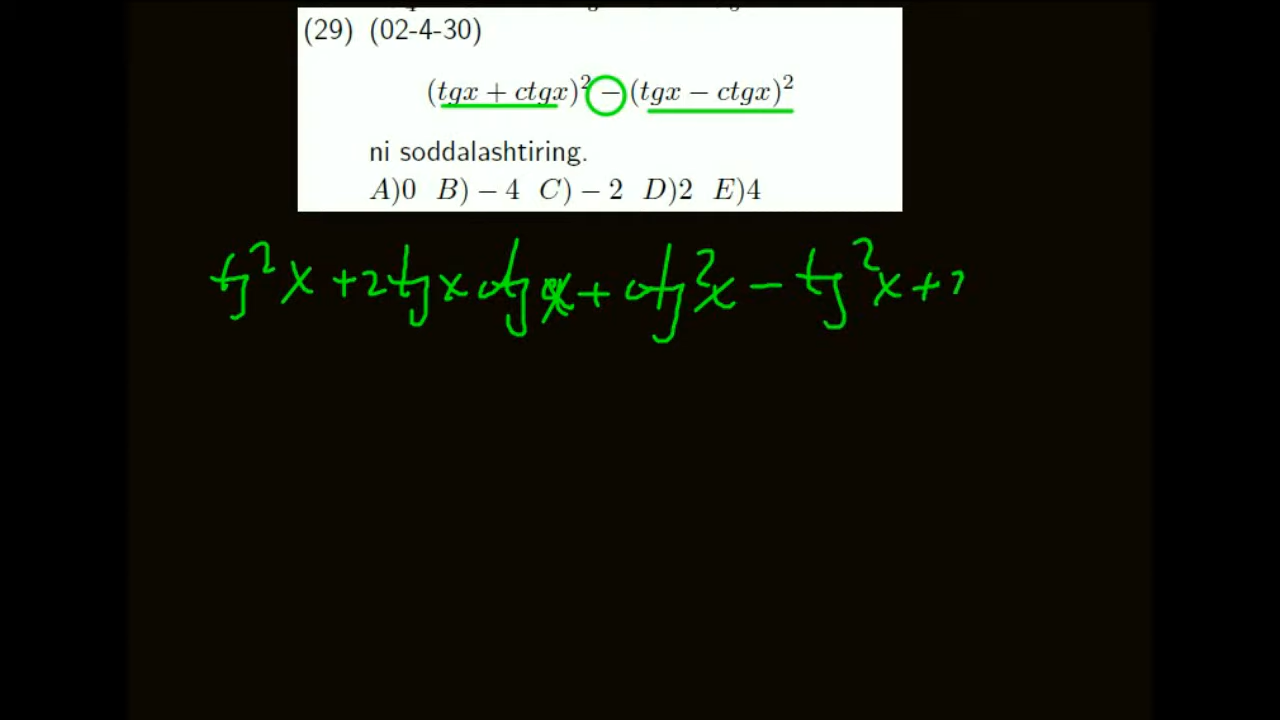 (29) (02-4-30)
(tgx + ctgx)² − (tgx − ctgx)²
ni soddalashtiring.
A)0 B) − 4 C) − 2 D)2 E)4
tg²x + 2tgx ctgx + ctg²x − tg²x +